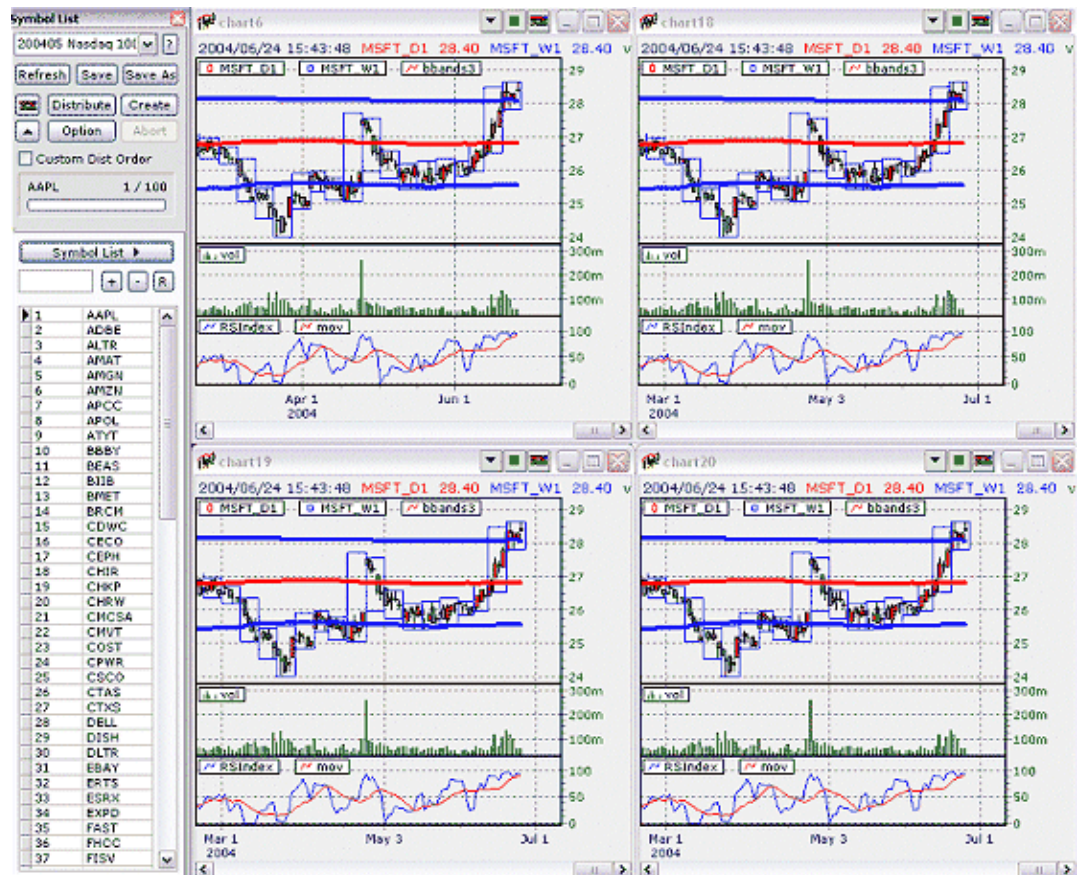 Symbol List
200405 Nasdaq 100
?
Refresh Save Save As
Distribute Create
Option Abort
Custom Dist Order
AAPL 1 / 100
Symbol List
+ - R
1 AAPL
2 ADBE
3 ALTR
4 AMAT
5 AMGN
6 AMZN
7 APCC
8 APOL
9 ATYT
10 BBBY
11 BEAS
12 BIIB
13 BMET
14 BRCM
15 CDWC
16 CECO
17 CEPH
18 CHIR
19 CHKP
20 CHRW
21 CMCSA
22 CMVT
23 COST
24 CPWR
25 CSCO
26 CTAS
27 CTXS
28 DELL
29 DISH
30 DLTR
31 EBAY
32 ERTS
33 ESRX
34 EXPD
35 FAST
36 FHCC
37 FISV
chart6
2004/06/24 15:43:48 MSFT_D1 28.40 MSFT_W1 28.40 v
MSFT_D1 MSFT_W1 bbands3
29
28
27
26
25
24
vol
300m
200m
100m
RSIndex mov
100
50
0
Apr 1 Jun 1
2004
chart18
2004/06/24 15:43:48 MSFT_D1 28.40 MSFT_W1 28.40 v
MSFT_D1 MSFT_W1 bbands3
29
28
27
26
25
24
vol
300m
200m
100m
RSIndex mov
100
50
0
Mar 1 May 3 Jul 1
2004
chart19
2004/06/24 15:43:48 MSFT_D1 28.40 MSFT_W1 28.40 v
MSFT_D1 MSFT_W1 bbands3
29
28
27
26
25
24
vol
300m
200m
100m
RSIndex mov
100
50
0
Mar 1 May 3 Jul 1
2004
chart20
2004/06/24 15:43:48 MSFT_D1 28.40 MSFT_W1 28.40 v
MSFT_D1 MSFT_W1 bbands3
29
28
27
26
25
24
vol
300m
200m
100m
RSIndex mov
100
50
0
Mar 1 May 3 Jul 1
2004